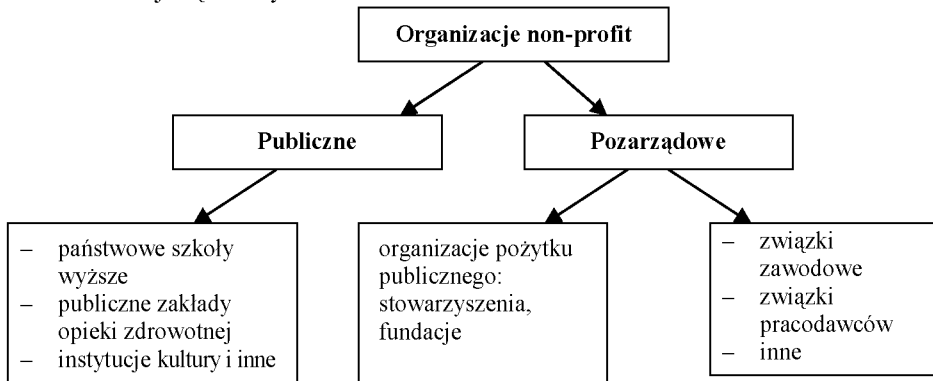 Organizacje non-profit
Publiczne
Pozarządowe
– państwowe szkoły
wyższe
– publiczne zakłady
opieki zdrowotnej
– instytucje kultury i inne
organizacje pożytku
publicznego:
stowarzyszenia,
fundacje
– związki
zawodowe
– związki
pracodawców
– inne